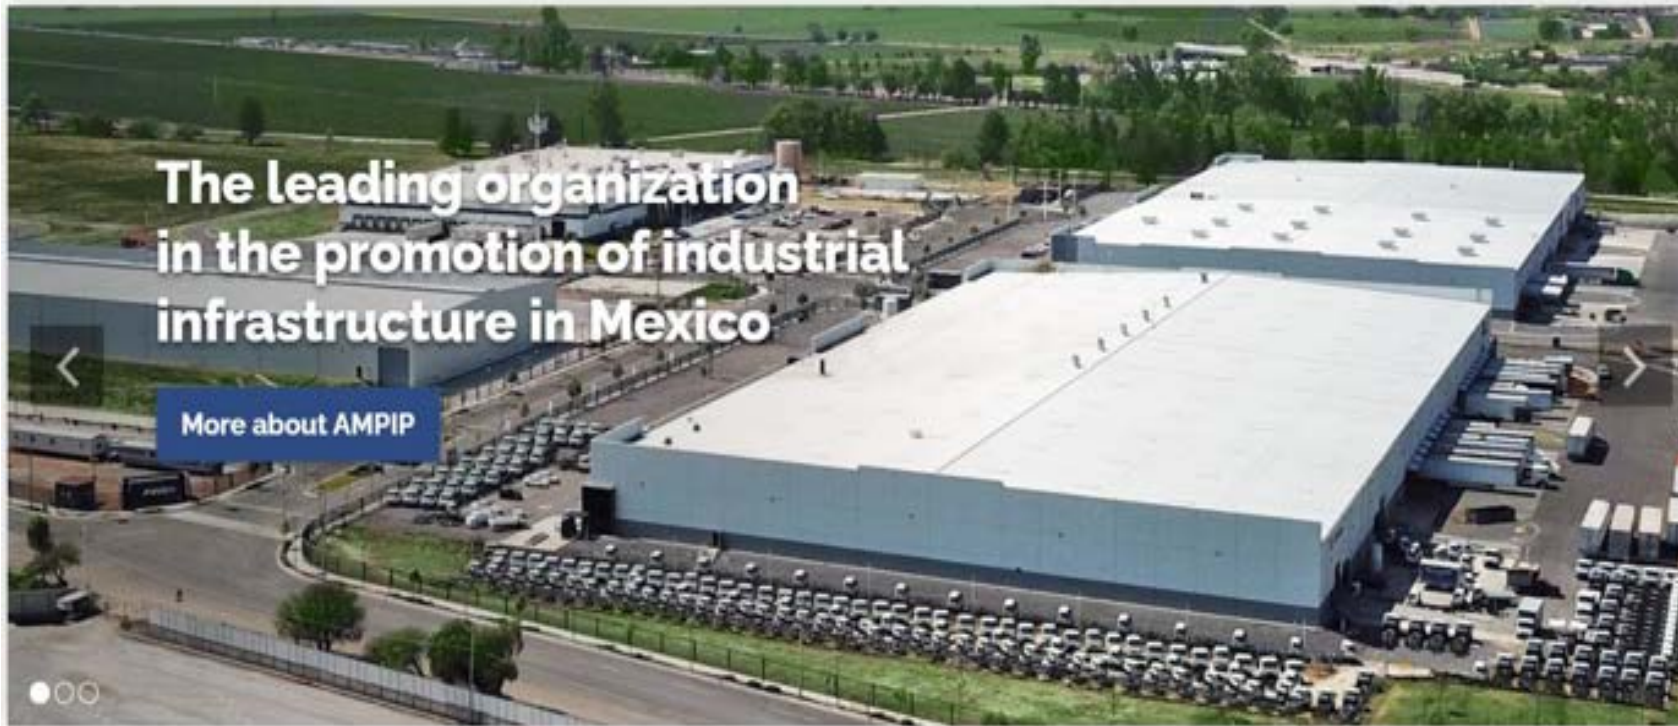 The leading organization
in the promotion of industrial
infrastructure in Mexico
More about AMPIP